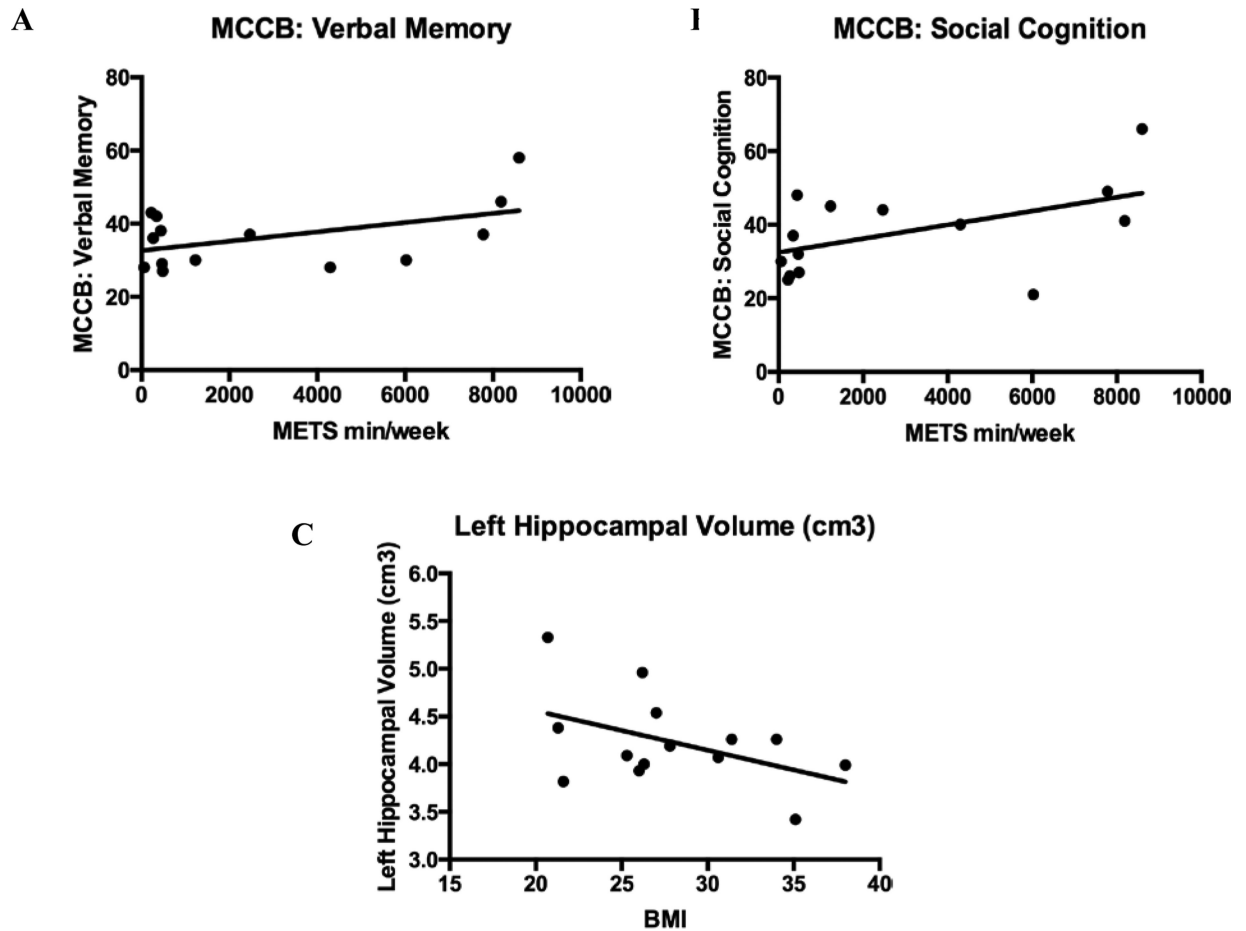 A
MCCB: Verbal Memory
MCCB: Verbal Memory
80
60
40
20
0
0 2000 4000 6000 8000 10000
METS min/week
MCCB: Social Cognition
MCCB: Social Cognition
80
60
40
20
0
0 2000 4000 6000 8000 10000
METS min/week
C
Left Hippocampal Volume (cm3)
Left Hippocampal Volume (cm3)
6.0
5.5
5.0
4.5
4.0
3.5
3.0
15 20 25 30 35 40
BMI